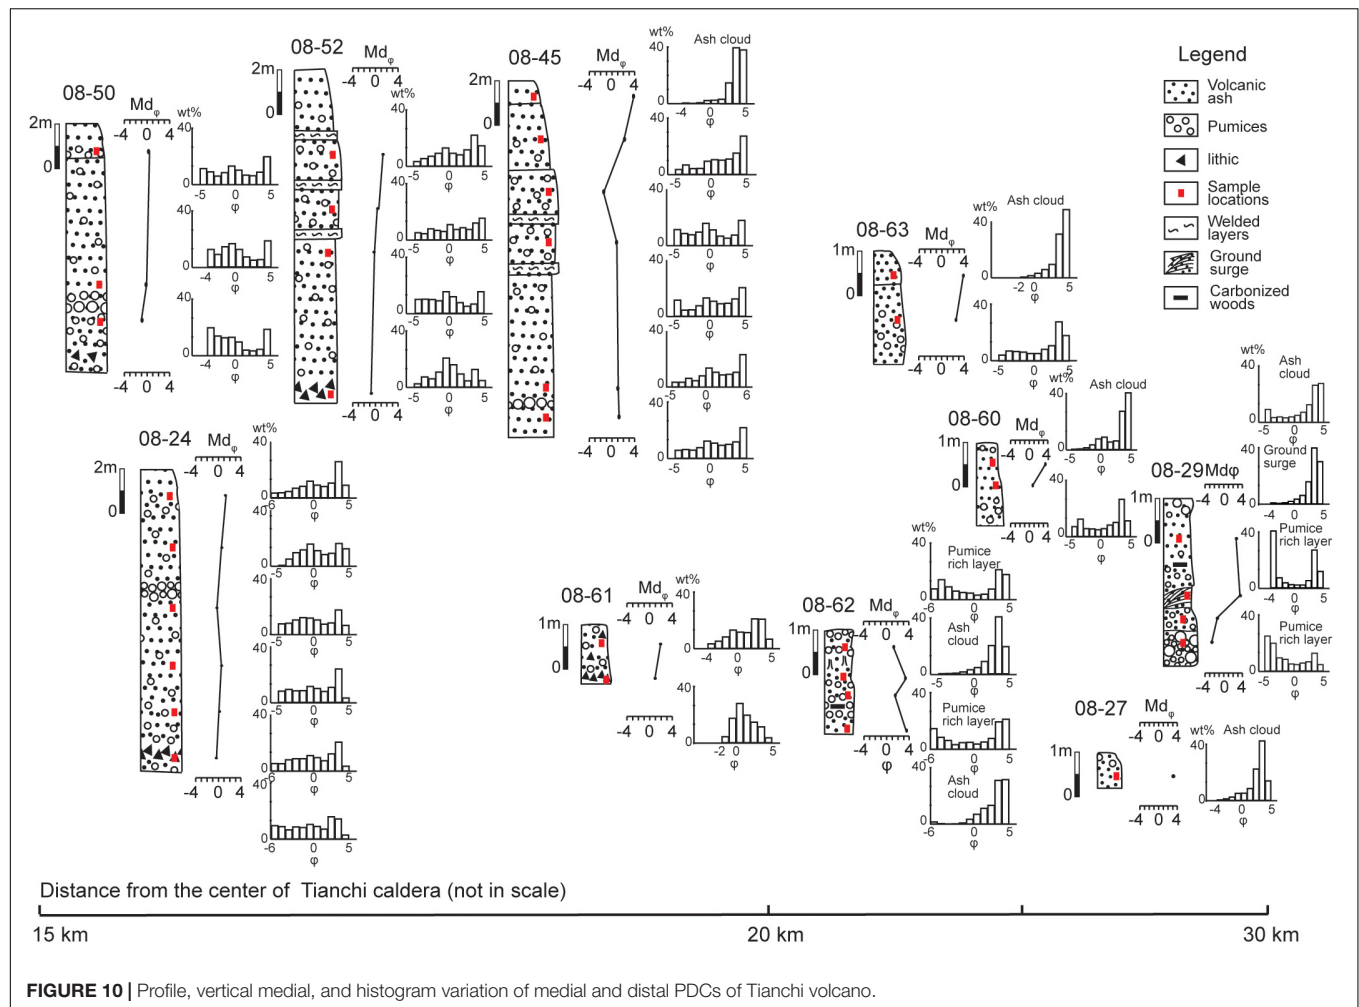 08-50
Mdφ
-4 0 4
2m
0
wt%
40
0
-5 0 5
φ
40
0
-4 0 5
φ
40
0
-4 0 5
φ
-4 0 4
08-52
Mdφ
-4 0 4
2m
0
wt%
40
0
-5 0 5
φ
40
0
-5 0 5
φ
40
0
-5 0 5
φ
40
0
-5 0 5
φ
-4 0 4
08-45
Mdφ
-4 0 4
2m
0
wt%
40
Ash cloud
0
-4 0 5
φ
40
0
-5 0 5
φ
40
0
-5 0 5
φ
40
0
-5 0 5
φ
40
0
-5 0 6
φ
40
0
-5 0 5
φ
-4 0 4
08-63
Mdφ
-4 0 4
1m
0
wt%
Ash cloud
40
0
-2 0 5
φ
40
0
-5 0 5
φ
-4 0 4
Legend
Volcanic
ash
Pumices
lithic
Sample
locations
Welded
layers
Ground
surge
Carbonized
woods
08-24
Mdφ
-4 0 4
2m
0
wt%
40
0
-6 0 5
φ
40
0
-5 0 5
φ
40
0
-6 0 5
φ
40
0
-5 0 5
φ
40
0
-6 0 5
φ
40
0
-6 0 5
φ
-4 0 4
08-60
Mdφ
-4 0 4
1m
0
wt%
40
Ash cloud
0
-5 0 5
φ
40
0
-5 0 5
φ
-4 0 4
08-29
Mdφ
-4 0 4
1m
0
wt%
40
Ash
cloud
0
-5 0 5
φ
40
Ground
surge
0
-4 0 5
φ
40
Pumice
rich layer
0
-4 0 5
φ
40
Pumice
rich layer
0
-5 0 5
φ
-4 0 4
08-61
Mdφ
-4 0 4
1m
0
wt%
40
0
-4 0 5
φ
40
0
-2 0 5
φ
-4 0 4
08-62
Mdφ
-4 0 4
1m
0
wt%
40
Pumice
rich layer
0
-6 0 5
φ
40
Ash
cloud
0
-5 0 5
φ
40
Pumice
rich layer
0
-5 0 5
φ
40
Ash
cloud
0
-6 0 5
φ
-4 0 4
φ
08-27
Mdφ
-4 0 4
1m
0
wt%
40
Ash cloud
0
-4 0 5
φ
-4 0 4
Distance from the center of Tianchi caldera (not in scale)
15 km 20 km 30 km
FIGURE 10 | Profile, vertical medial, and histogram variation of medial and distal PDCs of Tianchi volcano.